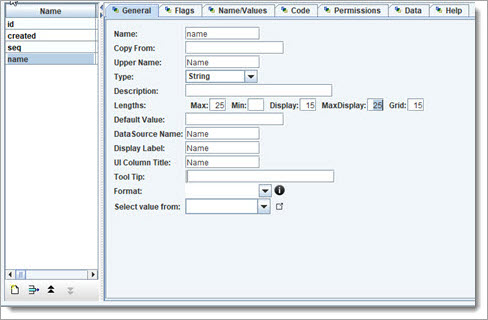 Name
id
created
seq
name
General Flags Name/Values Code Permissions Data Help
Name: name
Copy From:
Upper Name: Name
Type: String
Description:
Lengths: Max: 25 Min: Display: 15 MaxDisplay: 25 Grid: 15
Default Value:
DataSource Name: Name
Display Label: Name
UI Column Title: Name
Tool Tip:
Format:
Select value from: